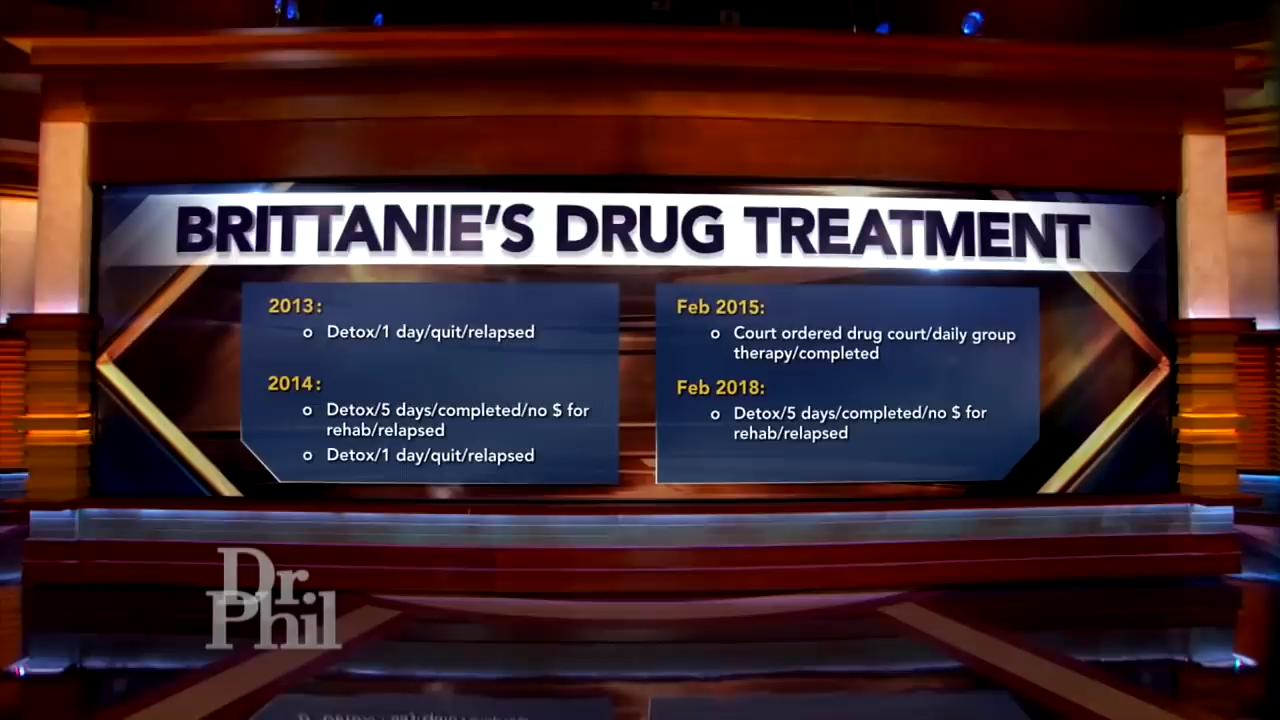 BRITTANIE'S DRUG TREATMENT
2013:
o Detox/1 day/quit/relapsed
2014:
o Detox/5 days/completed/no $ for
rehab/relapsed
o Detox/1 day/quit/relapsed
Feb 2015:
o Court ordered drug court/daily group
therapy/completed
Feb 2018:
o Detox/5 days/completed/no $ for
rehab/relapsed
Dr.
Phil